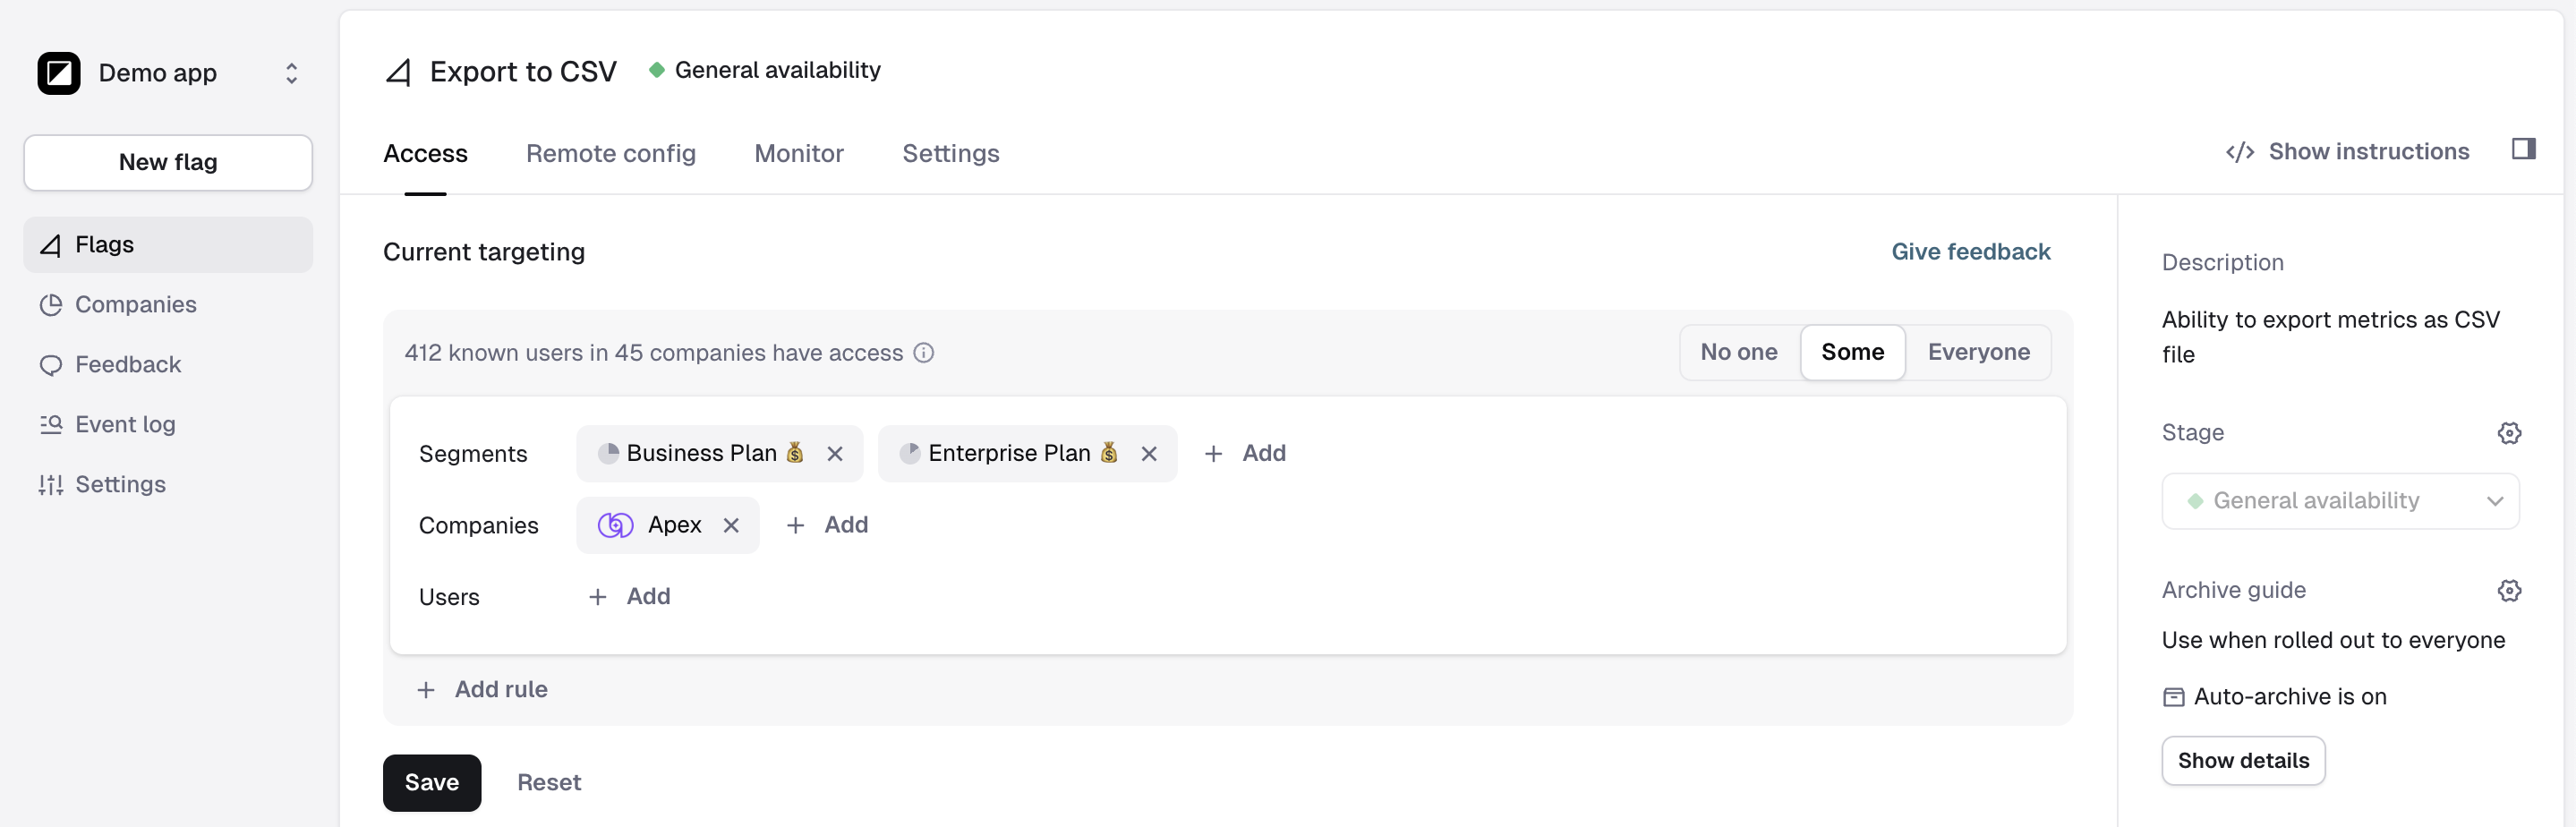 Demo app
New flag
Flags
Companies
Feedback
Event log
Settings
Export to CSV General availability
Access Remote config Monitor Settings
</> Show instructions
Current targeting
Give feedback
412 known users in 45 companies have access
No one Some Everyone
Segments Business Plan 💰 Enterprise Plan 💰 + Add
Companies Apex + Add
Users + Add
+ Add rule
Save Reset
Description
Ability to export metrics as CSV
file
Stage
General availability
Archive guide
Use when rolled out to everyone
Auto-archive is on
Show details